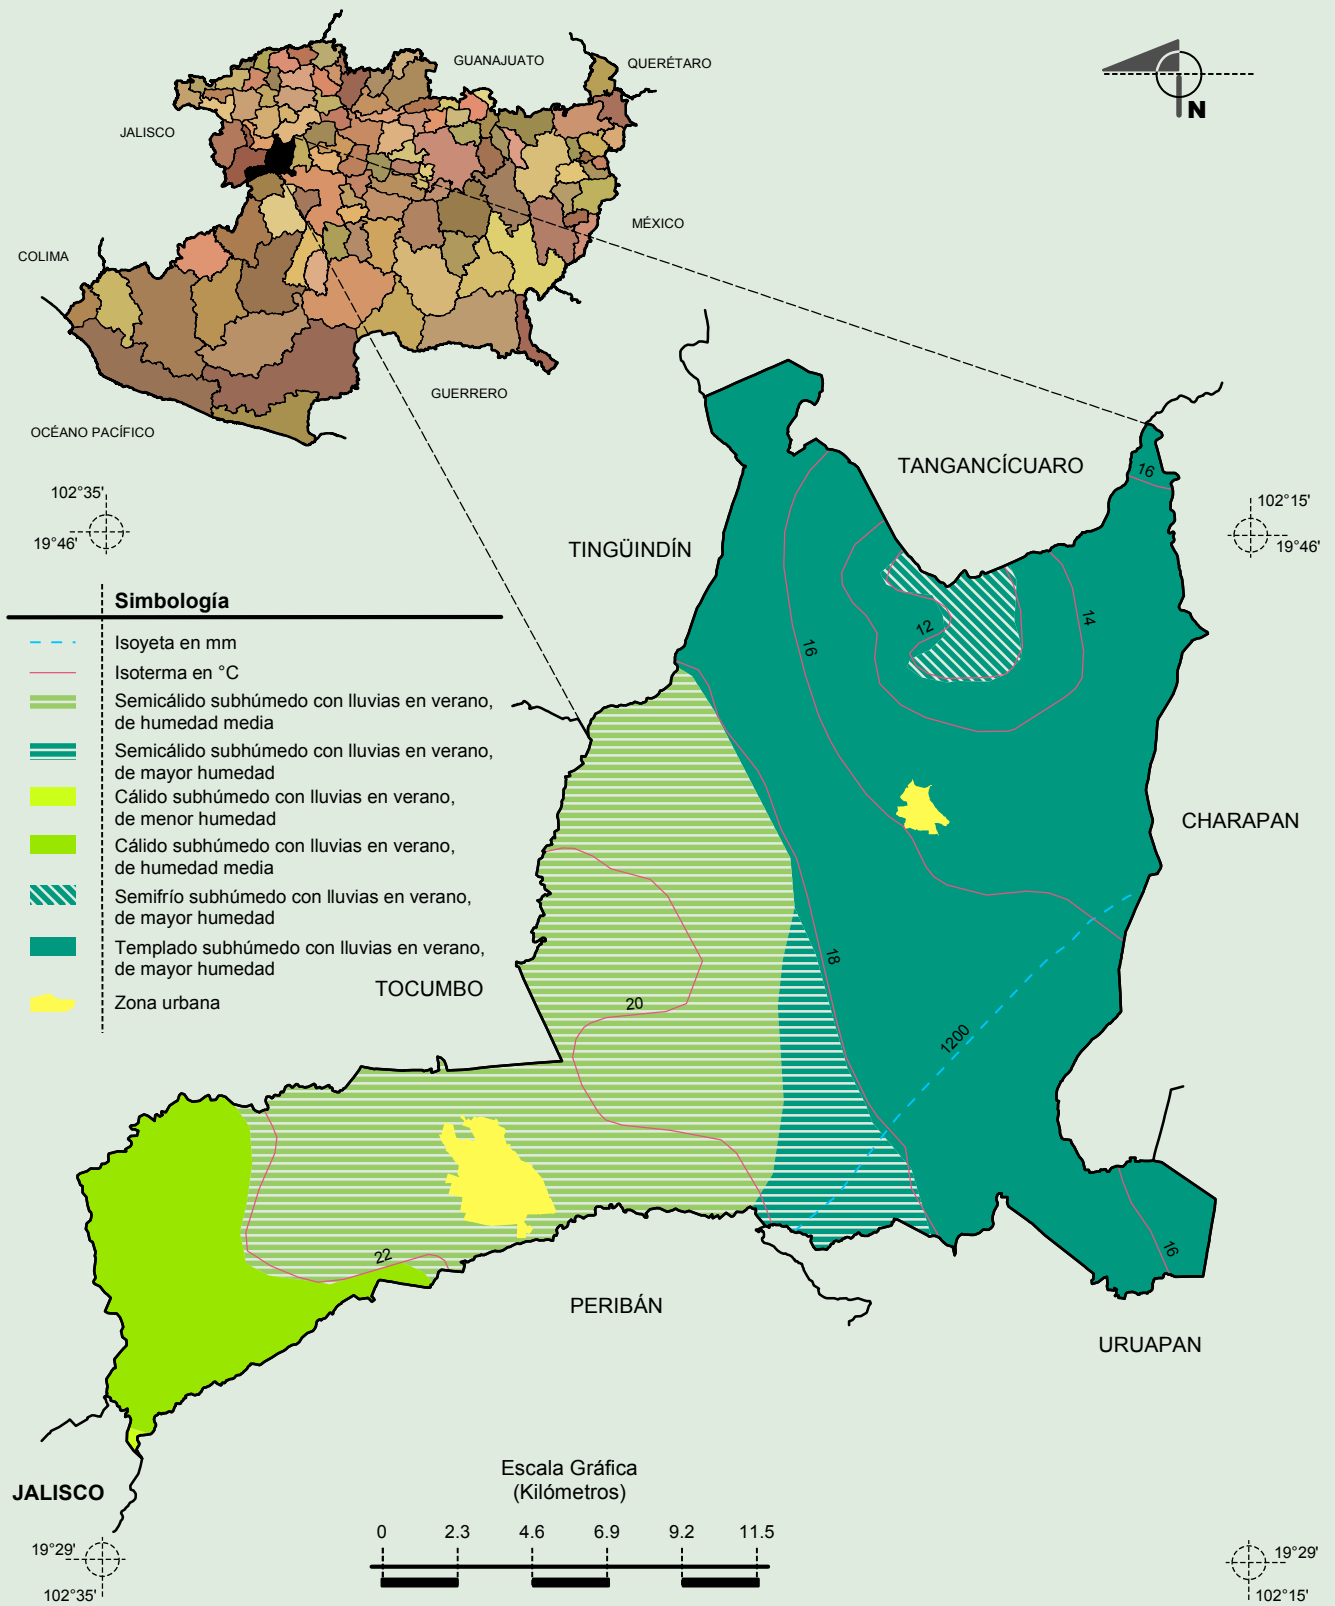 GUANAJUATO
QUERÉTARO
JALISCO
MÉXICO
COLIMA
GUERRERO
OCÉANO PACÍFICO
N
102°35'
19°46'
102°15'
19°46'
TANGANCÍCUARO
TINGÜINDÍN
CHARAPAN
TOCUMBO
PERIBÁN
URUAPAN
JALISCO
16
14
12
16
18
20
1200
22
16
Simbología
Isoyeta en mm
Isoterma en °C
Semicálido subhúmedo con lluvias en verano,
de humedad media
Semicálido subhúmedo con lluvias en verano,
de mayor humedad
Cálido subhúmedo con lluvias en verano,
de menor humedad
Cálido subhúmedo con lluvias en verano,
de humedad media
Semifrío subhúmedo con lluvias en verano,
de mayor humedad
Templado subhúmedo con lluvias en verano,
de mayor humedad
Zona urbana
Escala Gráfica
(Kilómetros)
0 2.3 4.6 6.9 9.2 11.5
19°29'
102°35'
19°29'
102°15'